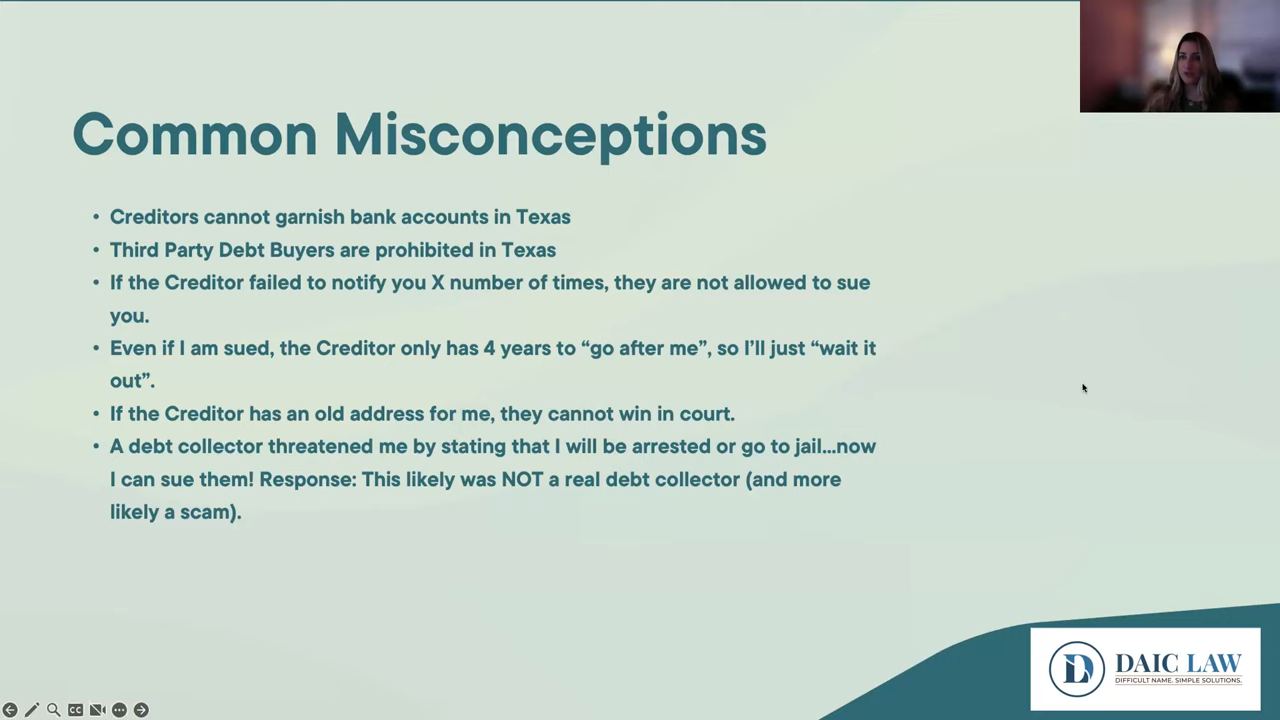 Common Misconceptions
• Creditors cannot garnish bank accounts in Texas
• Third Party Debt Buyers are prohibited in Texas
• If the Creditor failed to notify you X number of times, they are not allowed to sue
you.
• Even if I am sued, the Creditor only has 4 years to “go after me”, so I’ll just “wait it
out”.
• If the Creditor has an old address for me, they cannot win in court.
• A debt collector threatened me by stating that I will be arrested or go to jail...now
I can sue them! Response: This likely was NOT a real debt collector (and more
likely a scam).
DAIC LAW
DIFFICULT NAME. SIMPLE SOLUTIONS.
CC